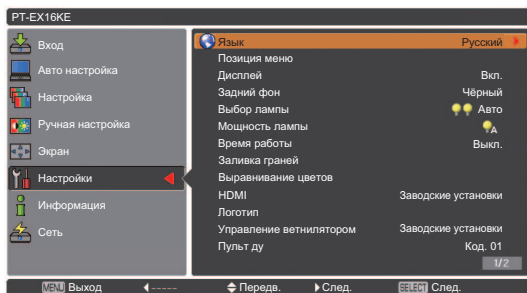 PT-EX16KE
Вход
Авто настройка
Настройка
Ручная настройка
Экран
Настройки
Информация
Сеть
Язык Русский
Позиция меню
Дисплей Вкл.
Задний фон Чёрный
Выбор лампы Авто
Мощность лампы A
Время работы Выкл.
Заливка граней
Выравнивание цветов
HDMI Заводские установки
Логотип
Управление ветнилятором Заводские установки
Пульт ду Код. 01
1/2
MENU Выход ----- Передв. След. SELECT След.